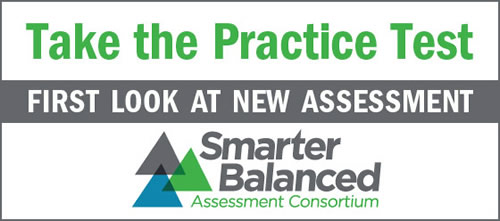 Take the Practice Test
FIRST LOOK AT NEW ASSESSMENT
Smarter
Balanced
Assessment Consortium